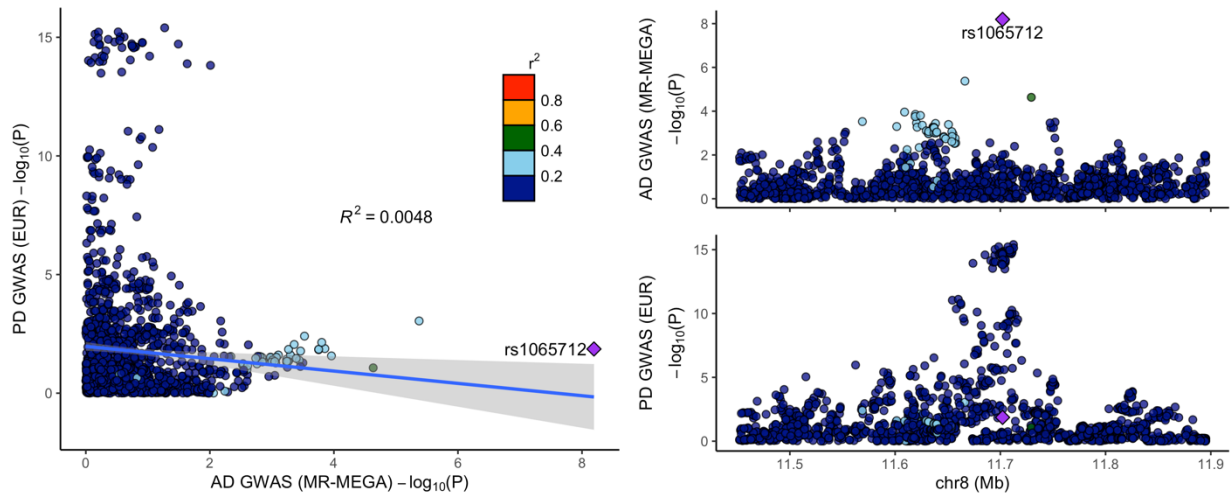 PD GWAS (EUR) −log10(P)
15
10
5
0
r2
0.8
0.6
0.4
0.2
R2 = 0.0048
rs1065712
0 2 4 6 8
AD GWAS (MR-MEGA) −log10(P)
AD GWAS (MR-MEGA)
−log10(P)
8
6
4
2
0
rs1065712
PD GWAS (EUR)
−log10(P)
15
10
5
0
11.5 11.6 11.7 11.8 11.9
chr8 (Mb)